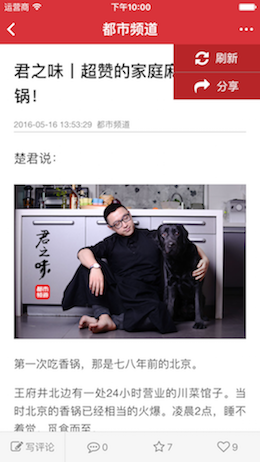 运营商 下午10:00
都市频道
刷新
分享
君之味丨超赞的家庭麻
锅！
2016-05-16 13:53:29 都市频道
楚君说：
君之味
都市
频道
第一次吃香锅，那是七八年前的北京。
王府井北边有一处24小时营业的川菜馆子。当
时北京的香锅已经相当的火爆。凌晨2点，睡不
着觉，觅食而至
写评论
0
7
9